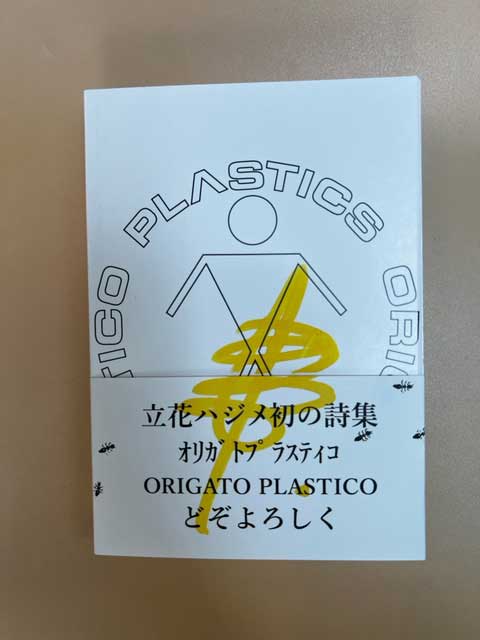 PLASTICS
TICO
ORI
立花ハジメ初の詩集
オリガトプラスティコ
ORIGATO PLASTICO
どぞよろしく